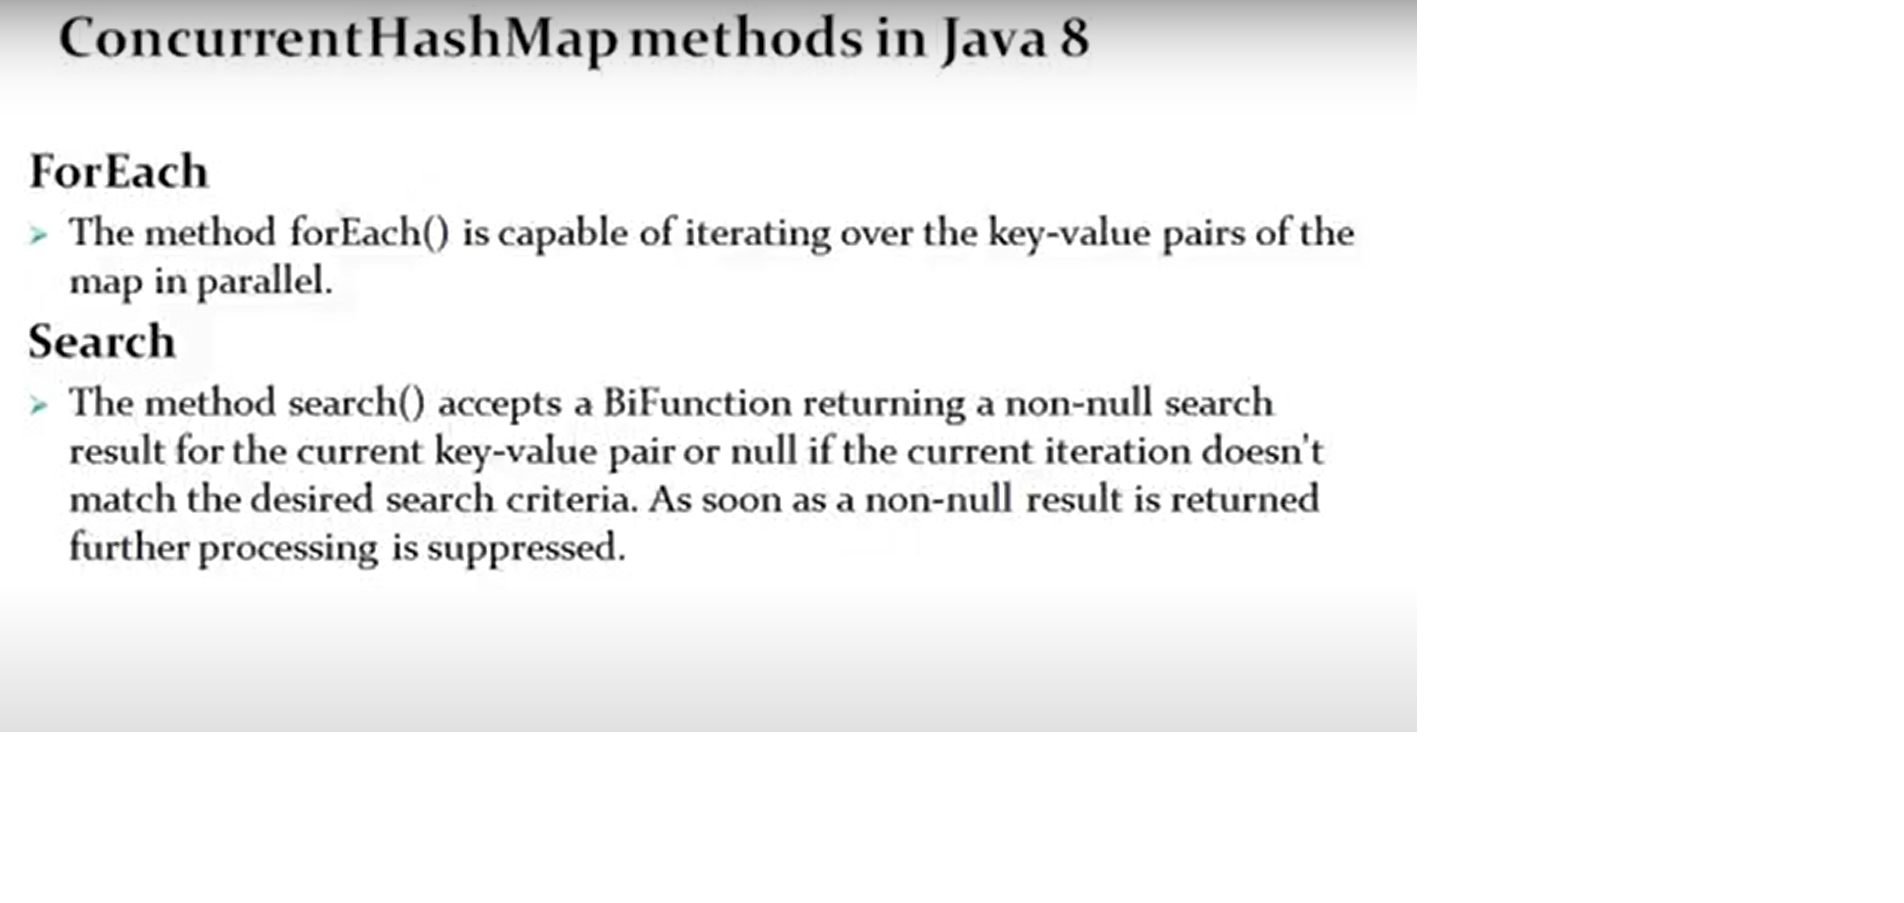 ConcurrentHashMap methods in Java 8
ForEach
➢ The method forEach() is capable of iterating over the key-value pairs of the
map in parallel.
Search
➢ The method search() accepts a BiFunction returning a non-null search
result for the current key-value pair or null if the current iteration doesn't
match the desired search criteria. As soon as a non-null result is returned
further processing is suppressed.